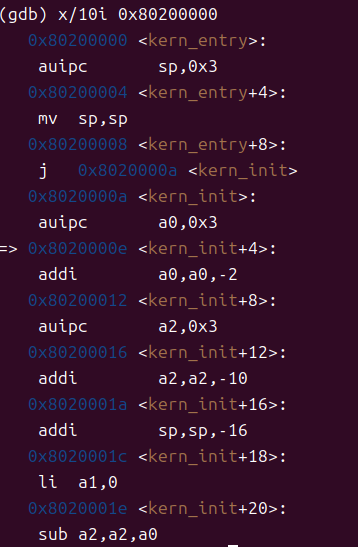 (gdb) x/10i 0x80200000
0x80200000 <kern_entry>:
auipc sp,0x3
0x80200004 <kern_entry+4>:
mv sp,sp
0x80200008 <kern_entry+8>:
j 0x8020000a <kern_init>
0x8020000a <kern_init>:
auipc a0,0x3
=> 0x8020000e <kern_init+4>:
addi a0,a0,-2
0x80200012 <kern_init+8>:
auipc a2,0x3
0x80200016 <kern_init+12>:
addi a2,a2,-10
0x8020001a <kern_init+16>:
addi sp,sp,-16
0x8020001c <kern_init+18>:
li a1,0
0x8020001e <kern_init+20>:
sub a2,a2,a0